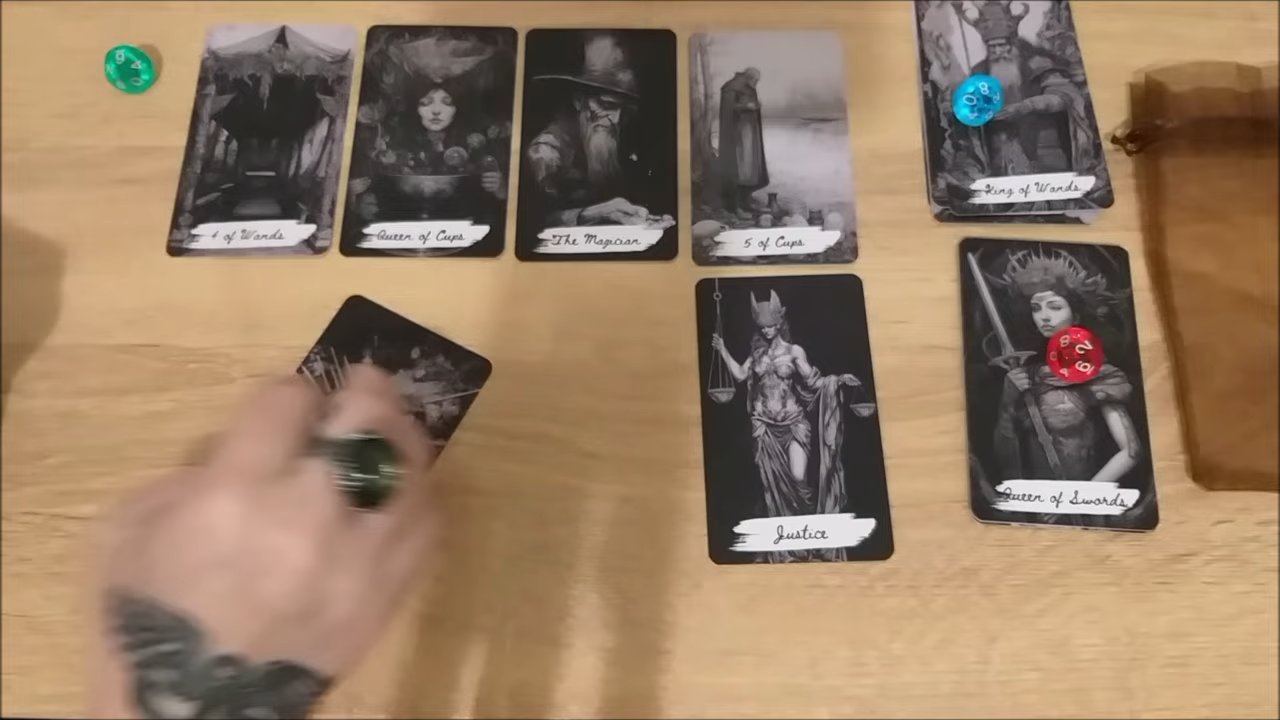 4 of Wands
Queen of Cups
The Magician
5 of Cups
King of Wands
Justice
Queen of Swords